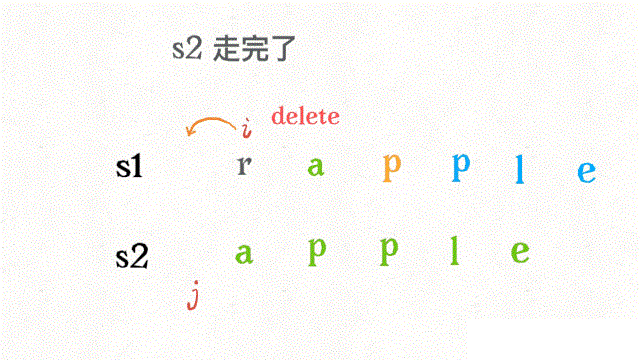 s2 走完了
i delete
s1 r a p p l e
s2 a p p l e
j